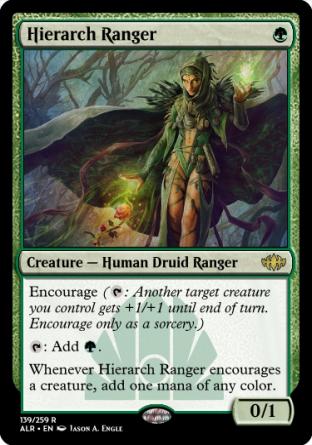 Hierarch Ranger
Creature — Human Druid Ranger
Encourage (T: Another target creature
you control gets +1/+1 until end of turn.
Encourage only as a sorcery.)
T: Add .
Whenever Hierarch Ranger encourages
a creature, add one mana of any color.
0/1
139/259 R
ALR • EN Jason A. Engle